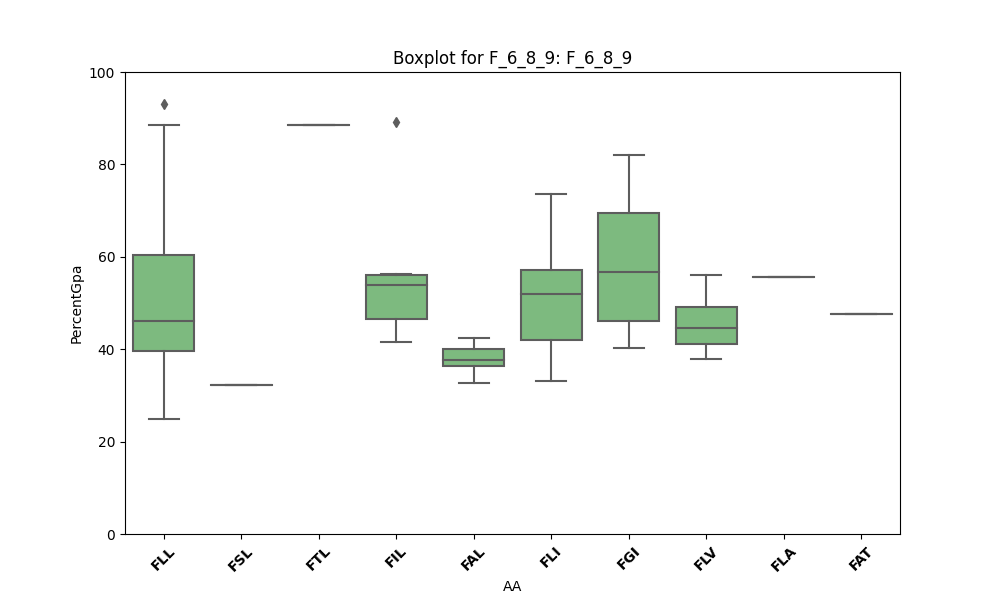 Boxplot for F_6_8_9: F_6_8_9
100
80
60
40
20
0
PercentGpa
FLL
FSL
FTL
FIL
FAL
FLI
FGI
FLV
FLA
FAT
AA